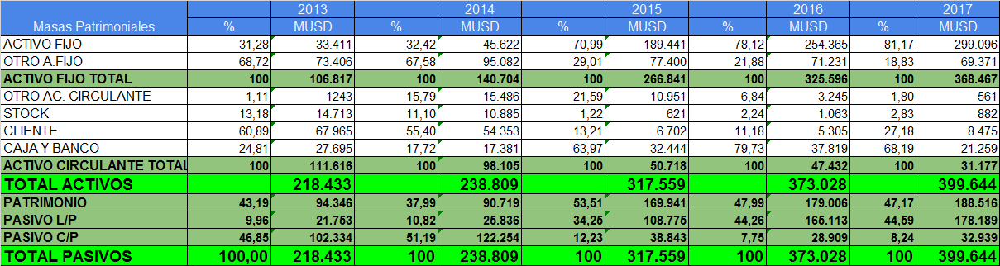 2013 2014 2015 2016 2017
Masas Patrimoniales % MUSD % MUSD % MUSD % MUSD % MUSD
ACTIVO FIJO 31,28 33.411 32,42 45.622 70,99 189.441 78,12 254.365 81,17 299.096
OTRO A.FIJO 68,72 73.406 67,58 95.082 29,01 77.400 21,88 71.231 18,83 69.371
ACTIVO FIJO TOTAL 100 106.817 100 140.704 100 266.841 100 325.596 100 368.467
OTRO AC. CIRCULANTE 1,11 1243 15,79 15.486 21,59 10.951 6,84 3.245 1,80 561
STOCK 13,18 14.713 11,10 10.885 1,22 621 2,24 1.063 2,83 882
CLIENTE 60,89 67.965 55,40 54.353 13,21 6.702 11,18 5.305 27,18 8.475
CAJA Y BANCO 24,81 27.695 17,72 17.381 63,97 32.444 79,73 37.819 68,19 21.259
ACTIVO CIRCULANTE TOTAL 100 111.616 100 98.105 100 50.718 100 47.432 100 31.177
TOTAL ACTIVOS 218.433 238.809 317.559 373.028 399.644
PATRIMONIO 43,19 94.346 37,99 90.719 53,51 169.941 47,99 179.006 47,17 188.516
PASIVO L/P 9,96 21.753 10,82 25.836 34,25 108.775 44,26 165.113 44,59 178.189
PASIVO C/P 46,85 102.334 51,19 122.254 12,23 38.843 7,75 28.909 8,24 32.939
TOTAL PASIVOS 100,00 218.433 100 238.809 100 317.559 100 373.028 100 399.644